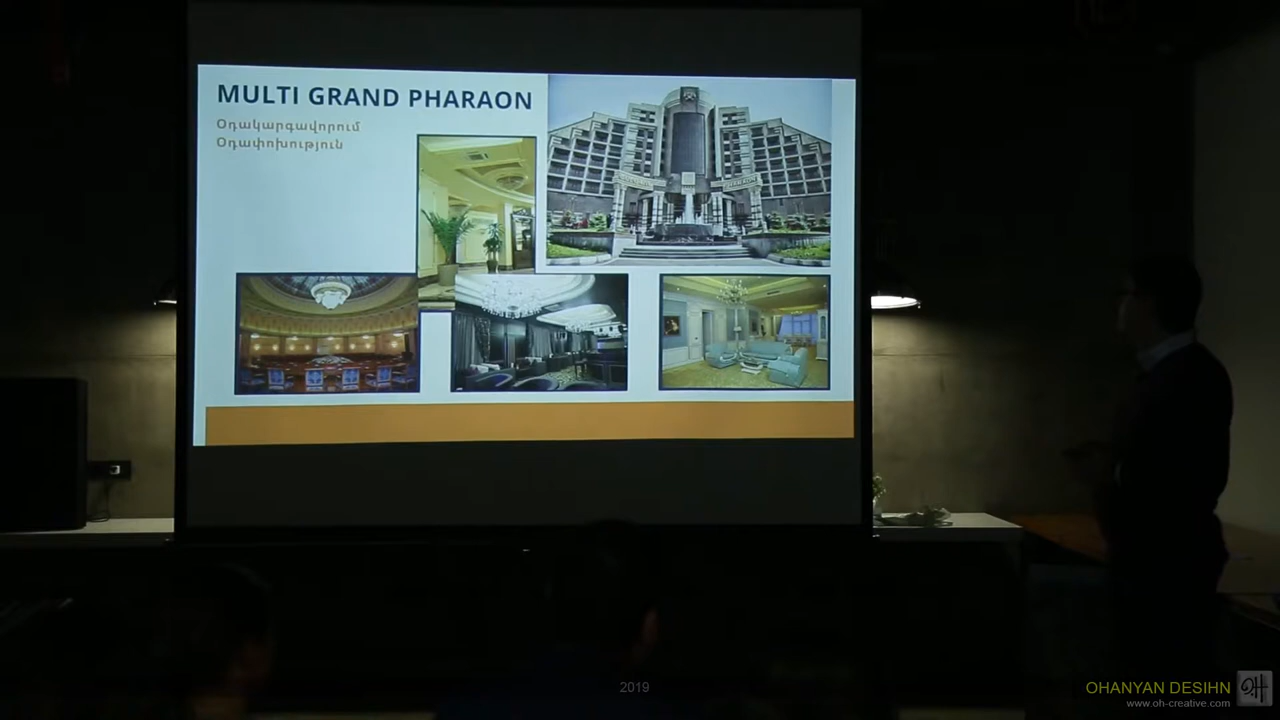 MULTI GRAND PHARAON
Օդակարգավորում
Օդափոխություն
2019
OHANYAN DESIHN
www.oh-creative.com